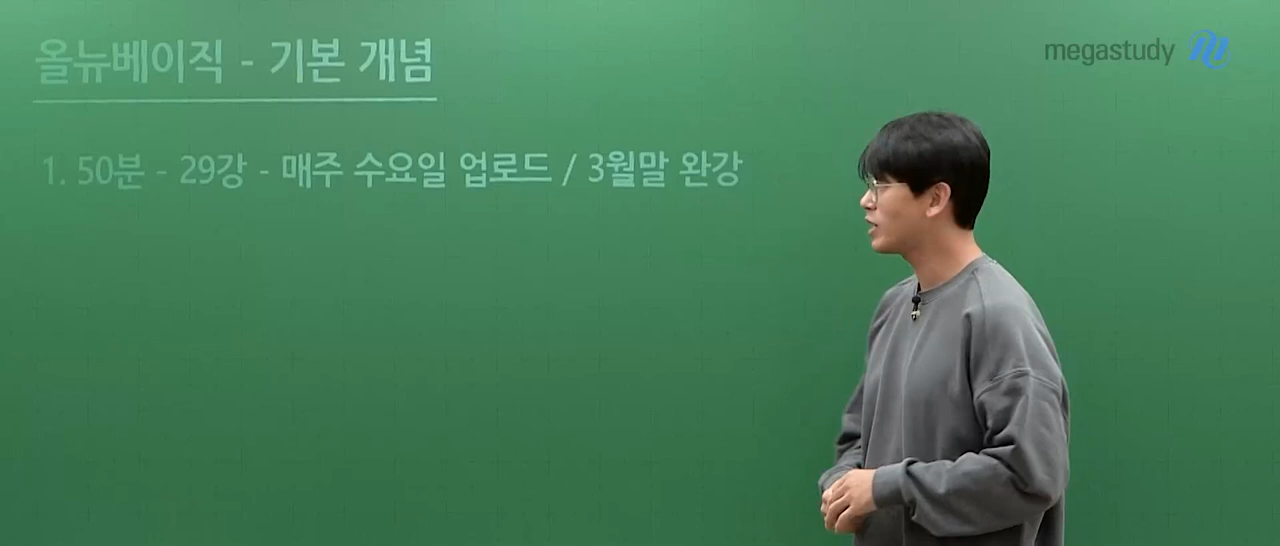 올뉴베이직 - 기본 개념
megastudy
1. 50분 - 29강 - 매주 수요일 업로드 / 3월말 완강